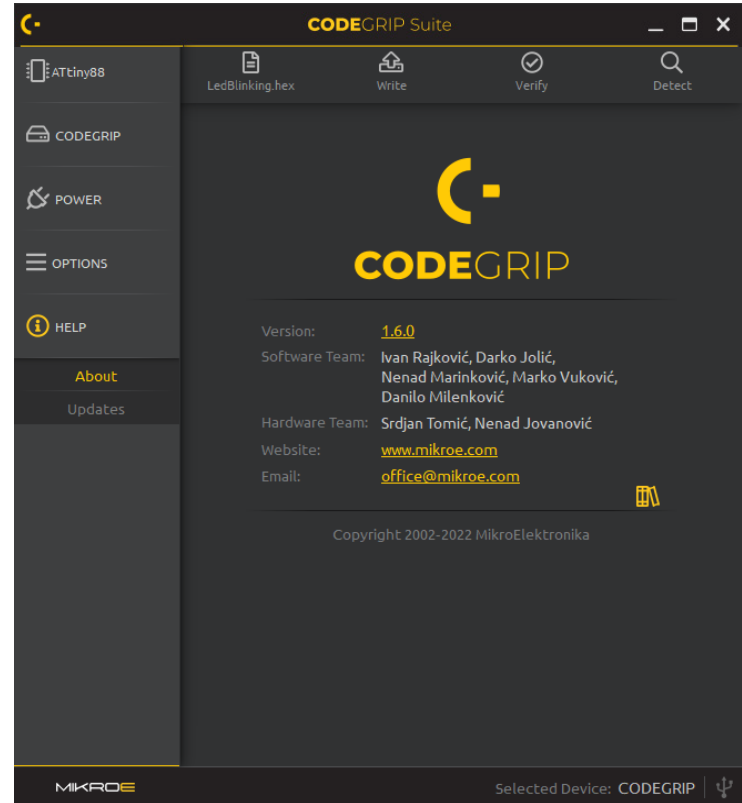 CODEGRIP Suite
ATtiny88
LedBlinking.hex
Write
Verify
Detect
CODEGRIP
POWER
OPTIONS
HELP
About
Updates
CODEGRIP
Version: 1.6.0
Software Team: Ivan Rajković, Darko Jolić,
Nenad Marinković, Marko Vuković,
Danilo Milenković
Hardware Team: Srdjan Tomić, Nenad Jovanović
Website: www.mikroe.com
Email: office@mikroe.com
Copyright 2002-2022 MikroElektronika
MIKROE
Selected Device: CODEGRIP